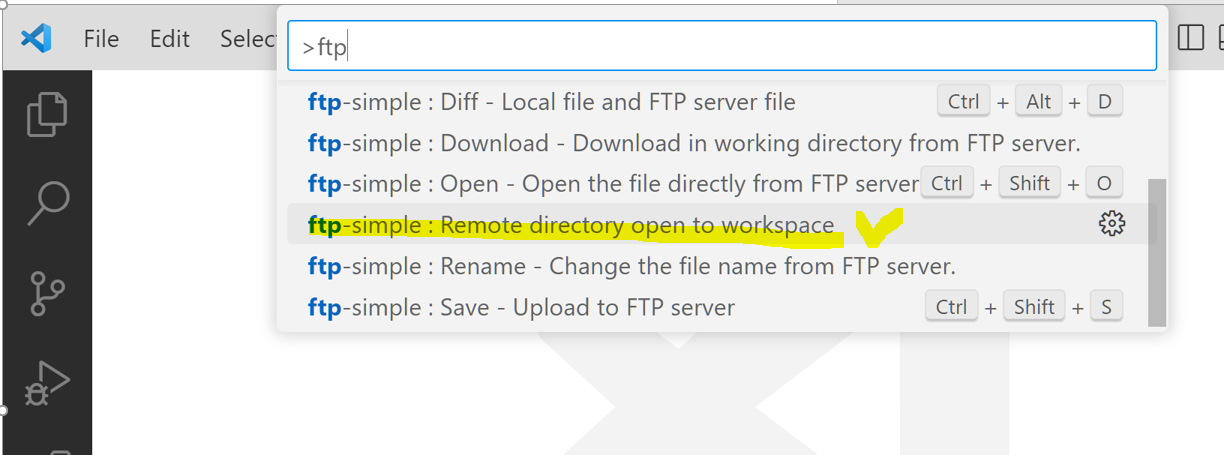 File Edit Selec
>ftp
ftp-simple : Diff - Local file and FTP server file Ctrl + Alt + D
ftp-simple : Download - Download in working directory from FTP server.
ftp-simple : Open - Open the file directly from FTP server Ctrl + Shift + O
ftp-simple : Remote directory open to workspace
ftp-simple : Rename - Change the file name from FTP server.
ftp-simple : Save - Upload to FTP server Ctrl + Shift + S